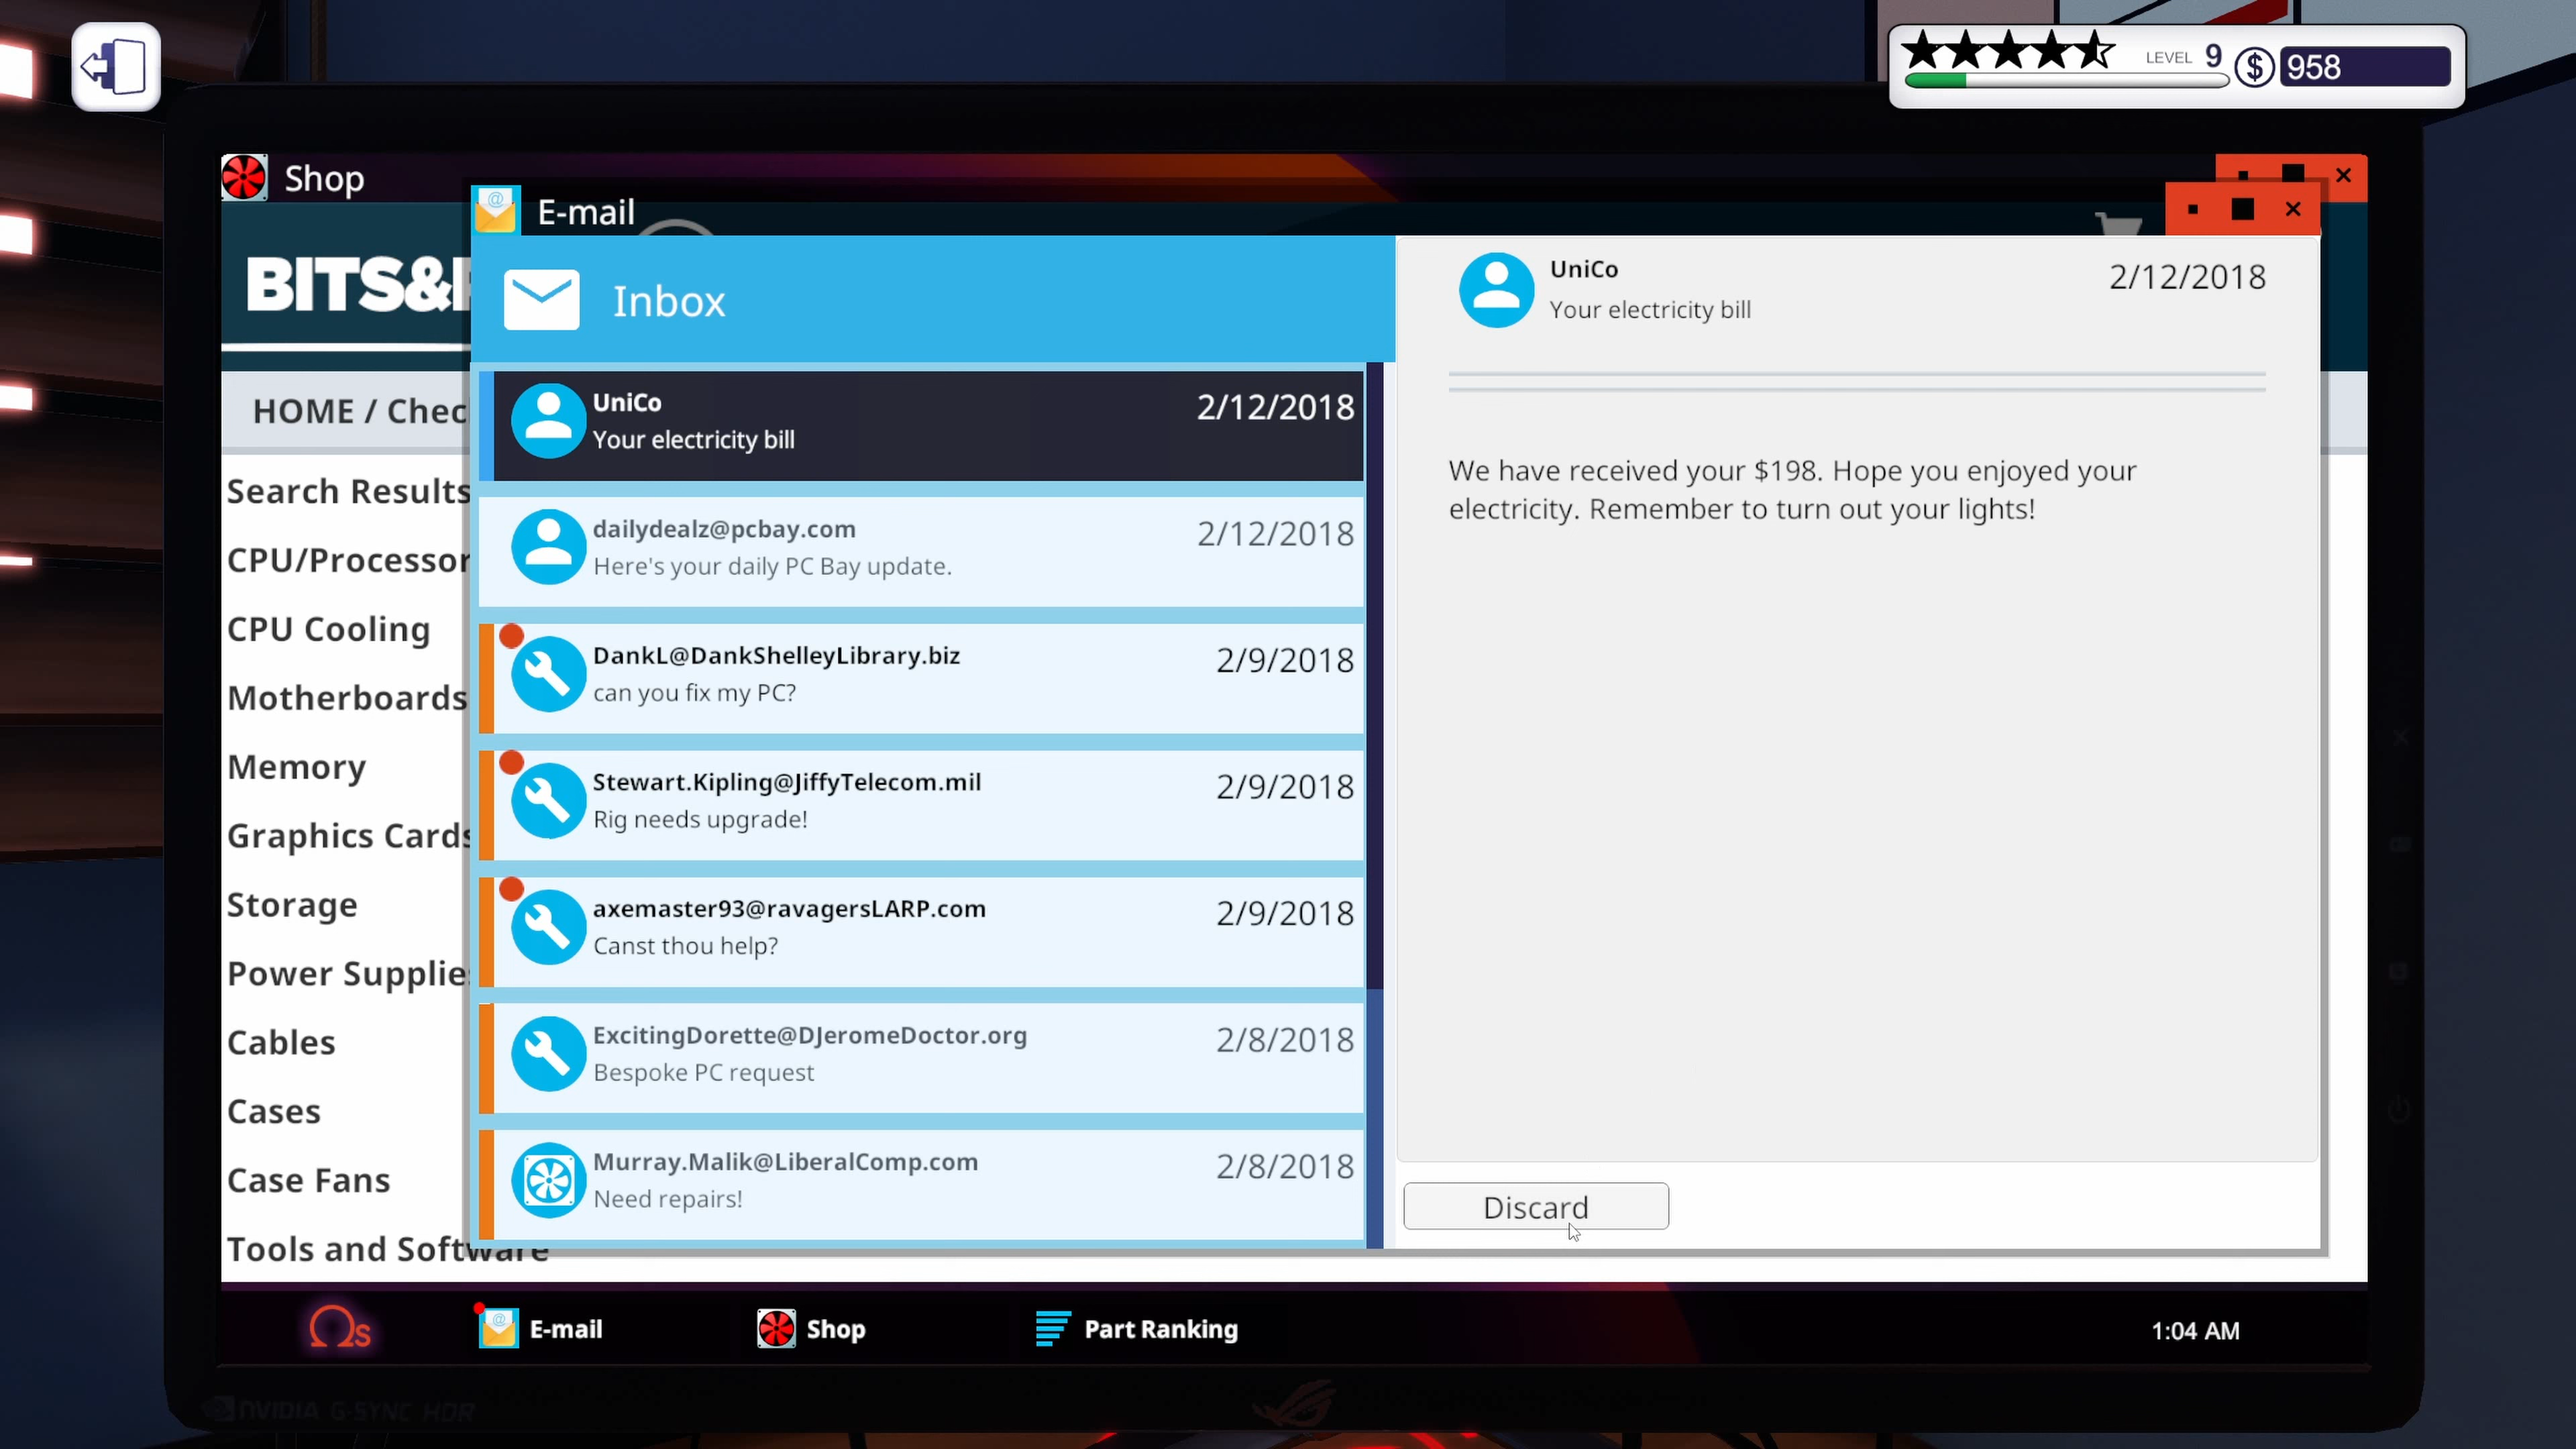 LEVEL 9 $ 958
Shop
E-mail
BITS&
Inbox
HOME / Chec
Search Results
CPU/Processor
CPU Cooling
Motherboards
Memory
Graphics Cards
Storage
Power Supplies
Cables
Cases
Case Fans
Tools and Software
UniCo
2/12/2018
Your electricity bill
dailydealz@pcbay.com
2/12/2018
Here's your daily PC Bay update.
DankL@DankShelleyLibrary.biz
2/9/2018
can you fix my PC?
Stewart.Kipling@JiffyTelecom.mil
2/9/2018
Rig needs upgrade!
axemaster93@ravagersLARP.com
2/9/2018
Canst thou help?
ExcitingDorette@DJeromeDoctor.org
2/8/2018
Bespoke PC request
Murray.Malik@LiberalComp.com
2/8/2018
Need repairs!
UniCo
2/12/2018
Your electricity bill
We have received your $198. Hope you enjoyed your
electricity. Remember to turn out your lights!
Discard
Ωs
E-mail
Shop
Part Ranking
1:04 AM
NVIDIA G-SYNC HDR